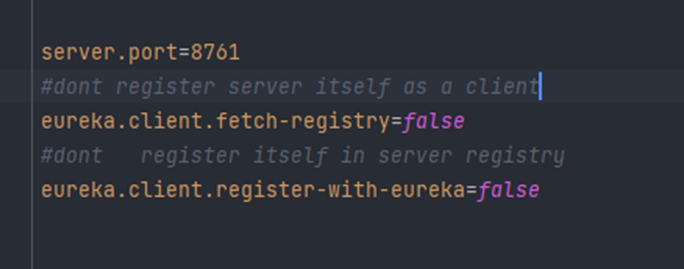 server.port=8761
#dont register server itself as a client
eureka.client.fetch-registry=false
#dont   register itself in server registry
eureka.client.register-with-eureka=false